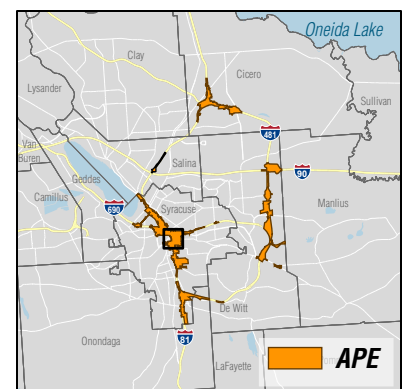 Oneida Lake
Clay
Cicero
Lysander
Sullivan
481
Van
Buren
Salina
90
Geddes
Camillus
Manlius
690
Syracuse
De Witt
Onondaga
81
LaFayette
APE